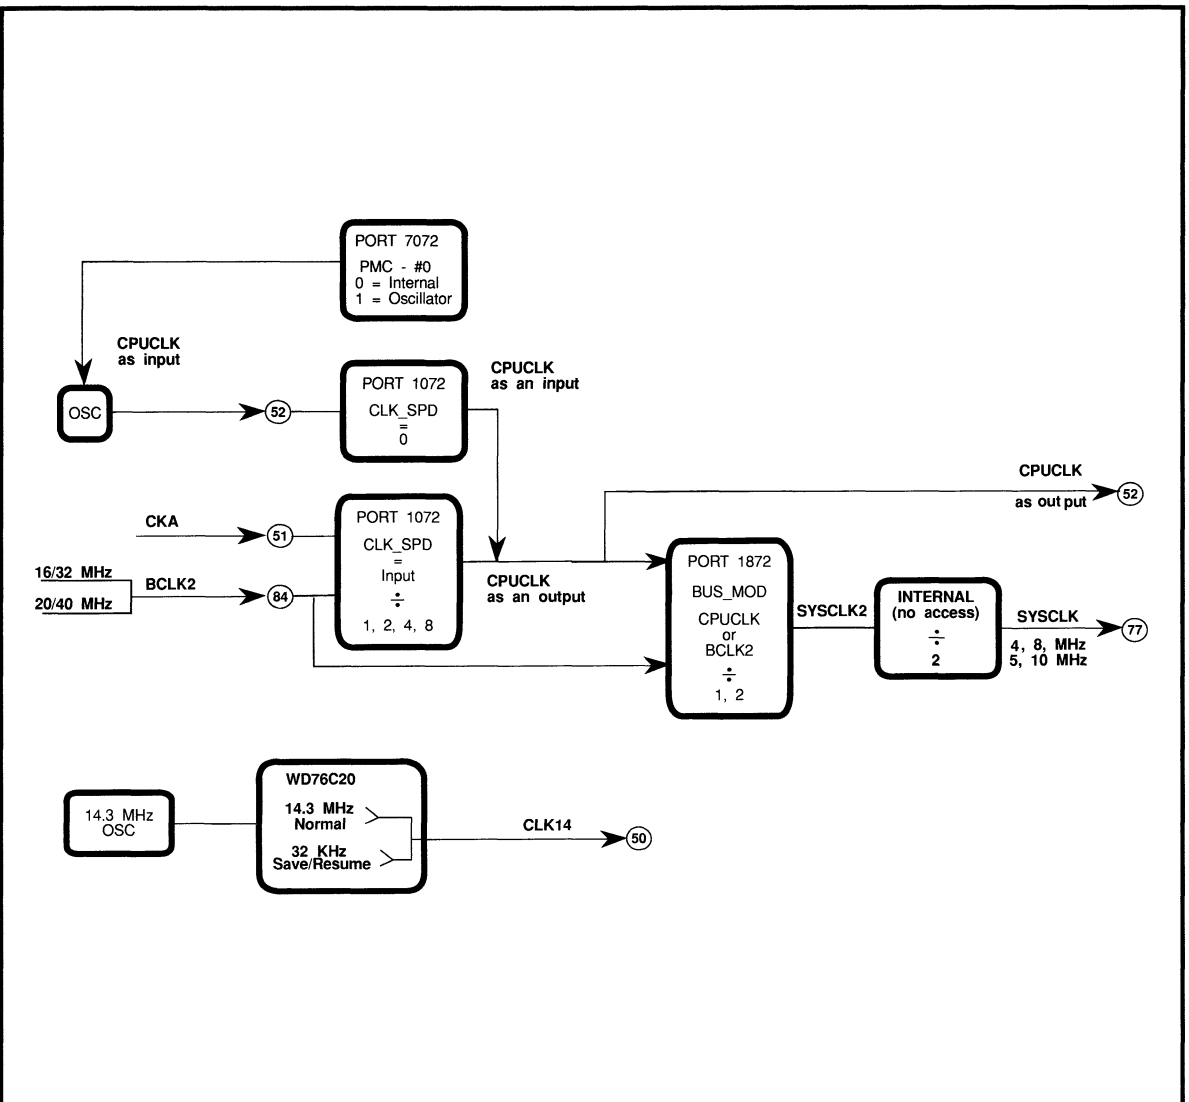 PORT 7072
PMC - #0
0 = Internal
1 = Oscillator
CPUCLK
as input
OSC
52
PORT 1072
CLK_SPD
=
0
CPUCLK
as an input
CKA
51
16/32 MHz
20/40 MHz
BCLK2
84
PORT 1072
CLK_SPD
=
Input
÷
1, 2, 4, 8
CPUCLK
as an output
CPUCLK
as output
52
PORT 1872
BUS_MOD
CPUCLK
or
BCLK2
÷
1, 2
SYSCLK2
INTERNAL
(no access)
÷
2
SYSCLK
4, 8, MHz
5, 10 MHz
77
14.3 MHz
OSC
WD76C20
14.3 MHz
Normal
32 KHz
Save/Resume
CLK14
50